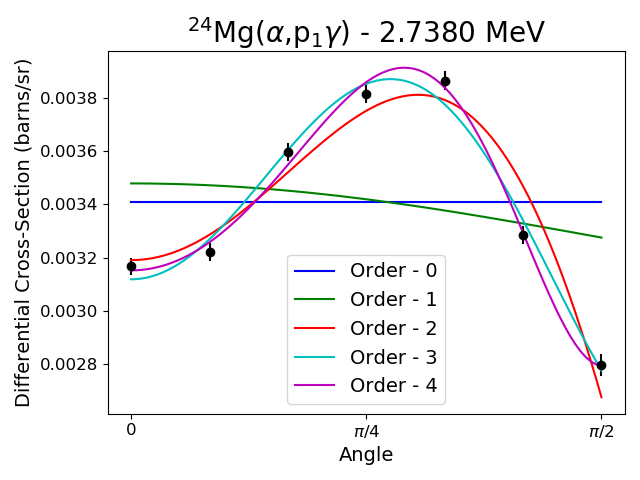 ²⁴Mg(α,p₁γ) - 2.7380 MeV
Differential Cross-Section (barns/sr)
0.0038
0.0036
0.0034
0.0032
0.0030
0.0028
Order - 0
Order - 1
Order - 2
Order - 3
Order - 4
0
π/4
π/2
Angle